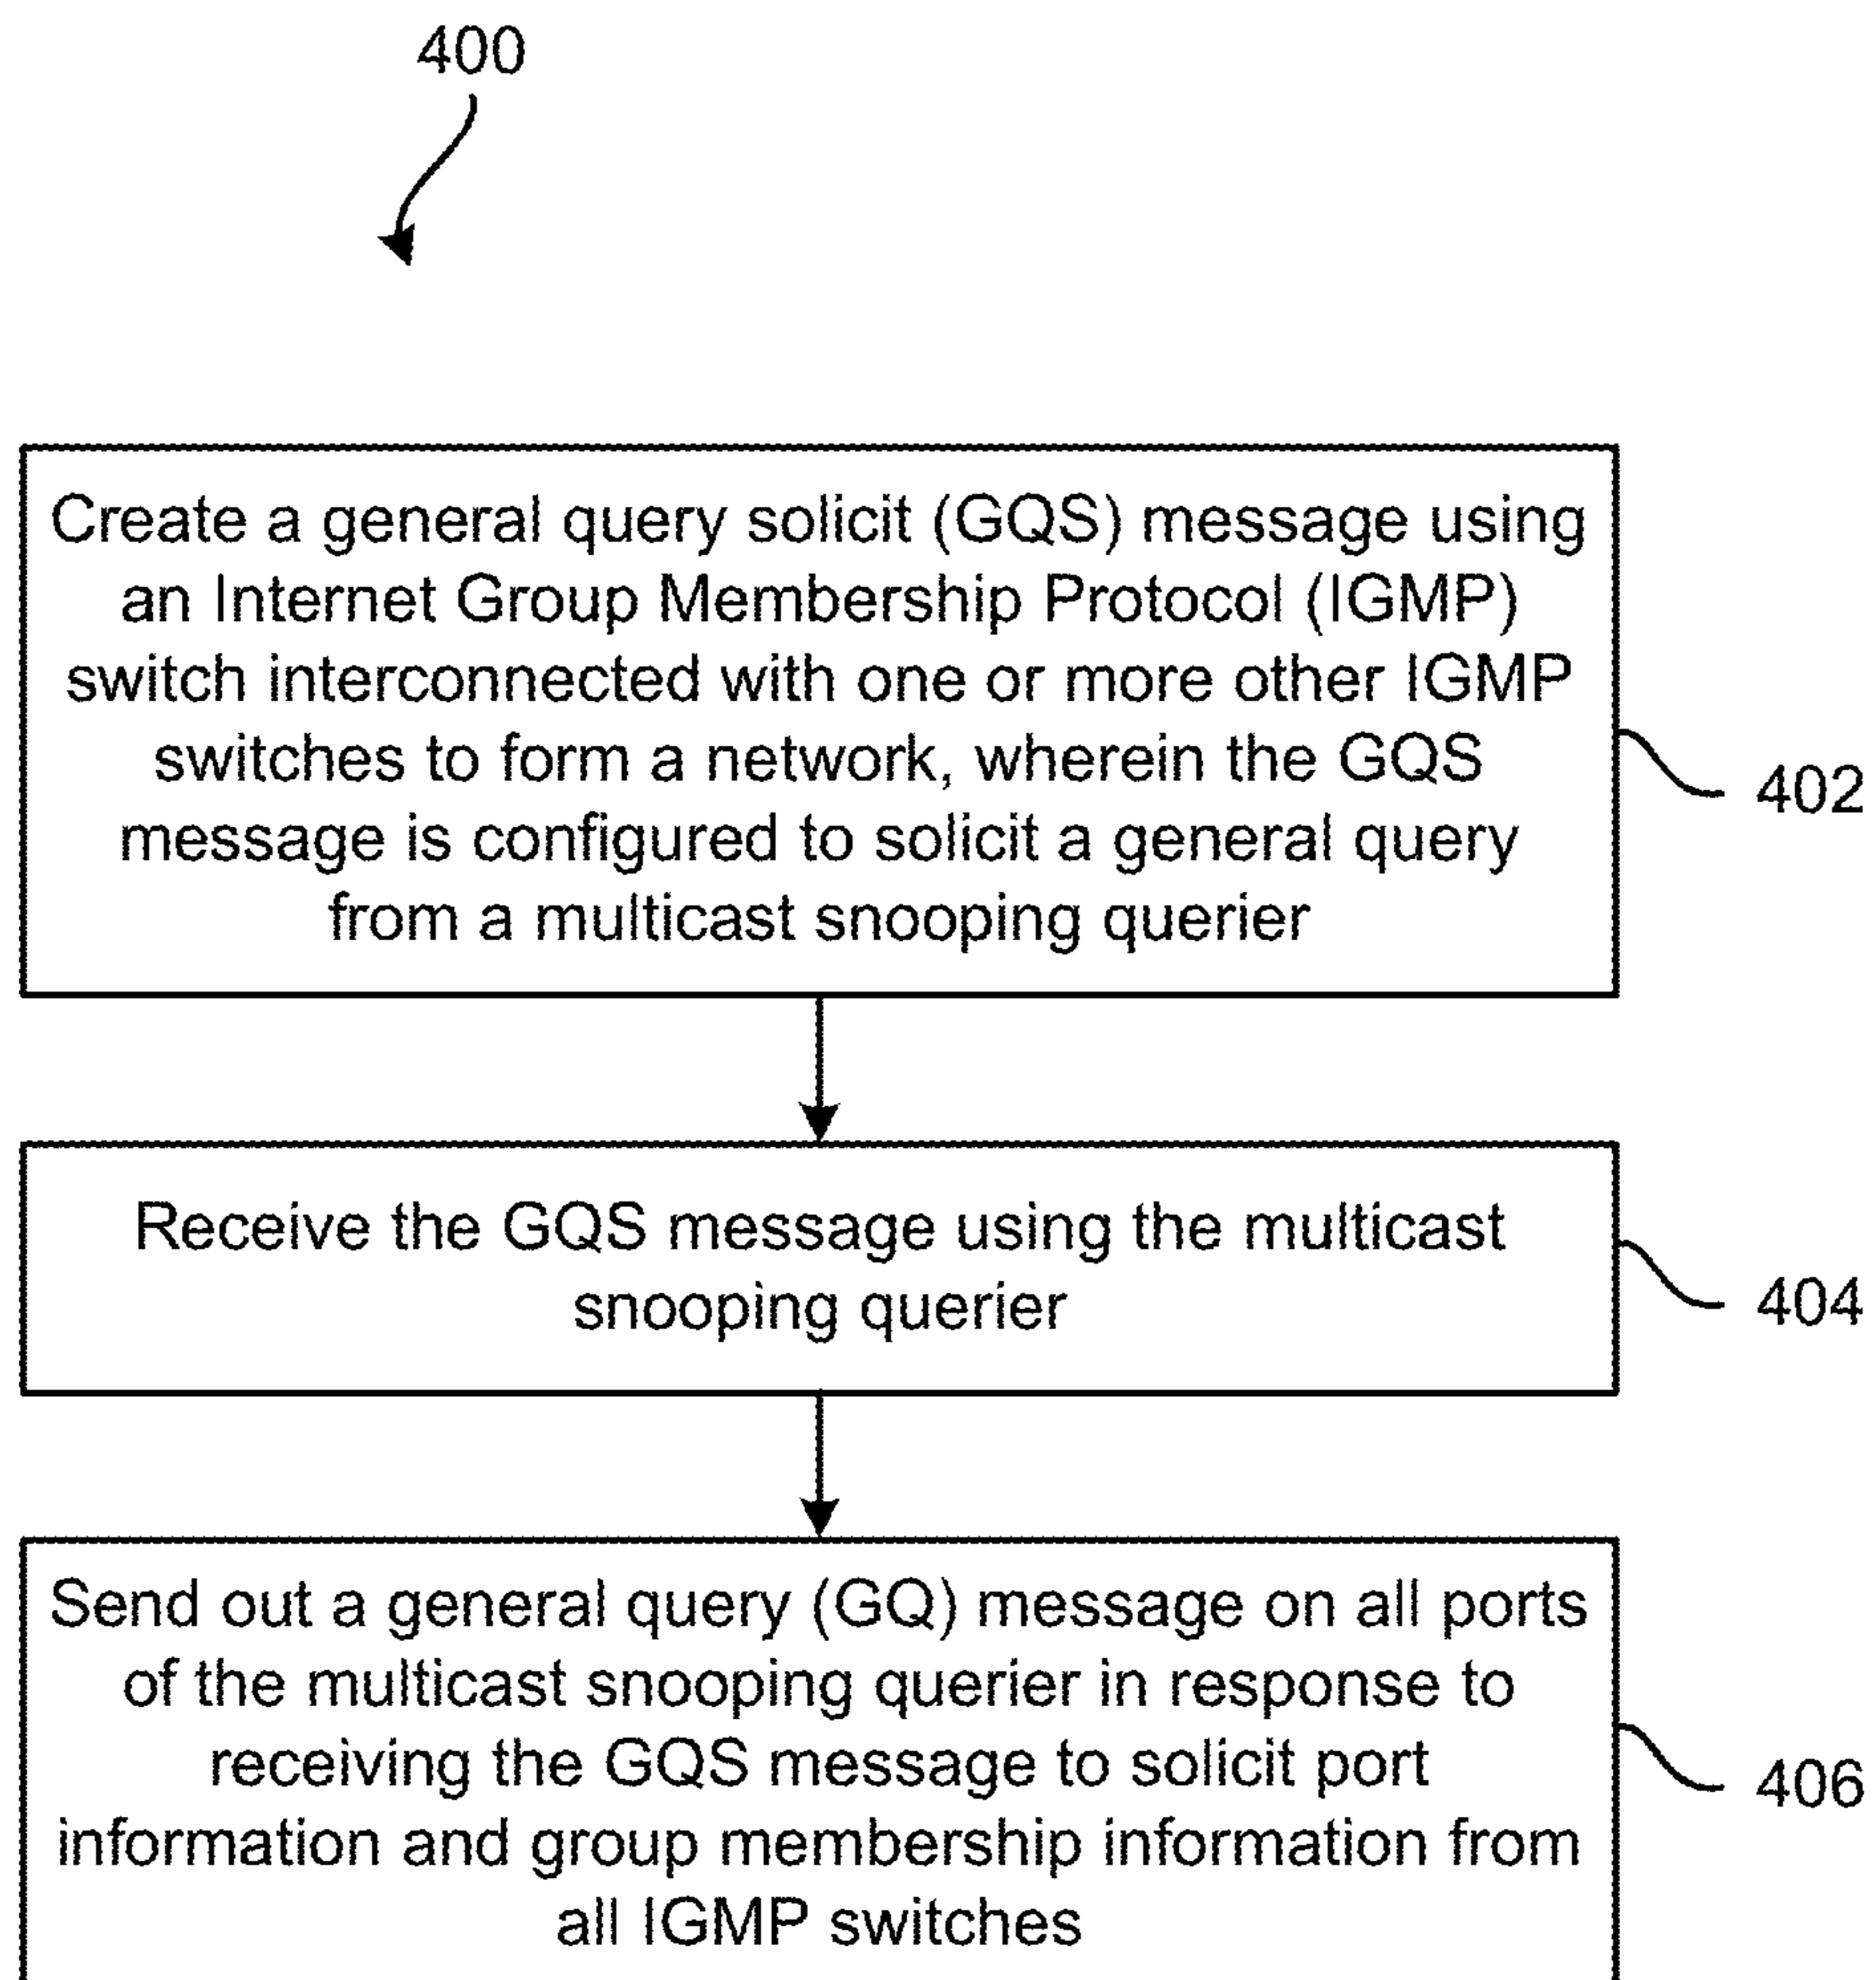 400
Create a general query solicit (GQS) message using
an Internet Group Membership Protocol (IGMP)
switch interconnected with one or more other IGMP
switches to form a network, wherein the GQS
message is configured to solicit a general query
from a multicast snooping querier
402
Receive the GQS message using the multicast
snooping querier
404
Send out a general query (GQ) message on all ports
of the multicast snooping querier in response to
receiving the GQS message to solicit port
information and group membership information from
all IGMP switches
406